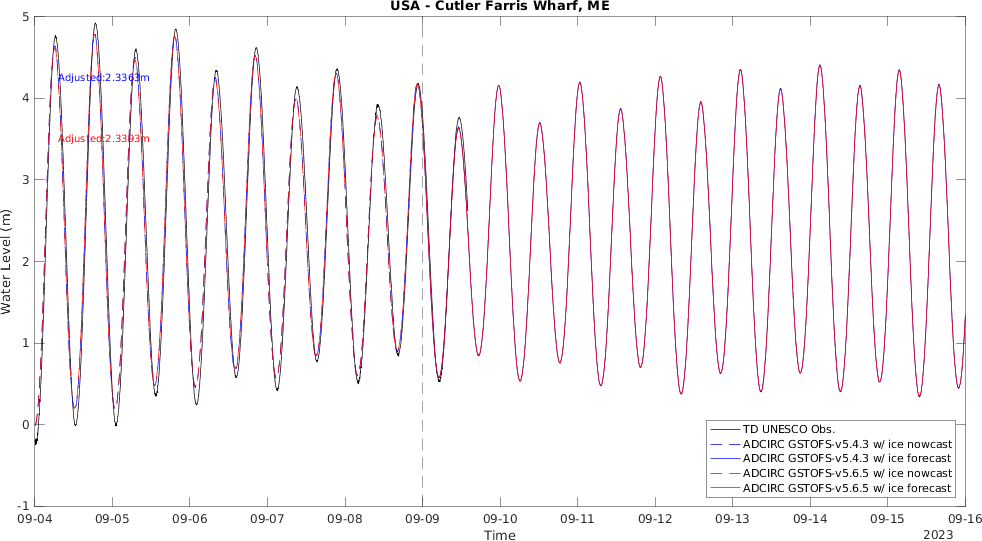 USA - Cutler Farris Wharf, ME
5
4
3
2
1
0
-1
Water Level (m)
Adjusted:2.3363m
Adjusted:2.3393m
TD UNESCO Obs.
ADCIRC GSTOFS-v5.4.3 w/ ice nowcast
ADCIRC GSTOFS-v5.4.3 w/ ice forecast
ADCIRC GSTOFS-v5.6.5 w/ ice nowcast
ADCIRC GSTOFS-v5.6.5 w/ ice forecast
09-04 09-05 09-06 09-07 09-08 09-09 09-10 09-11 09-12 09-13 09-14 09-15 09-16
Time
2023